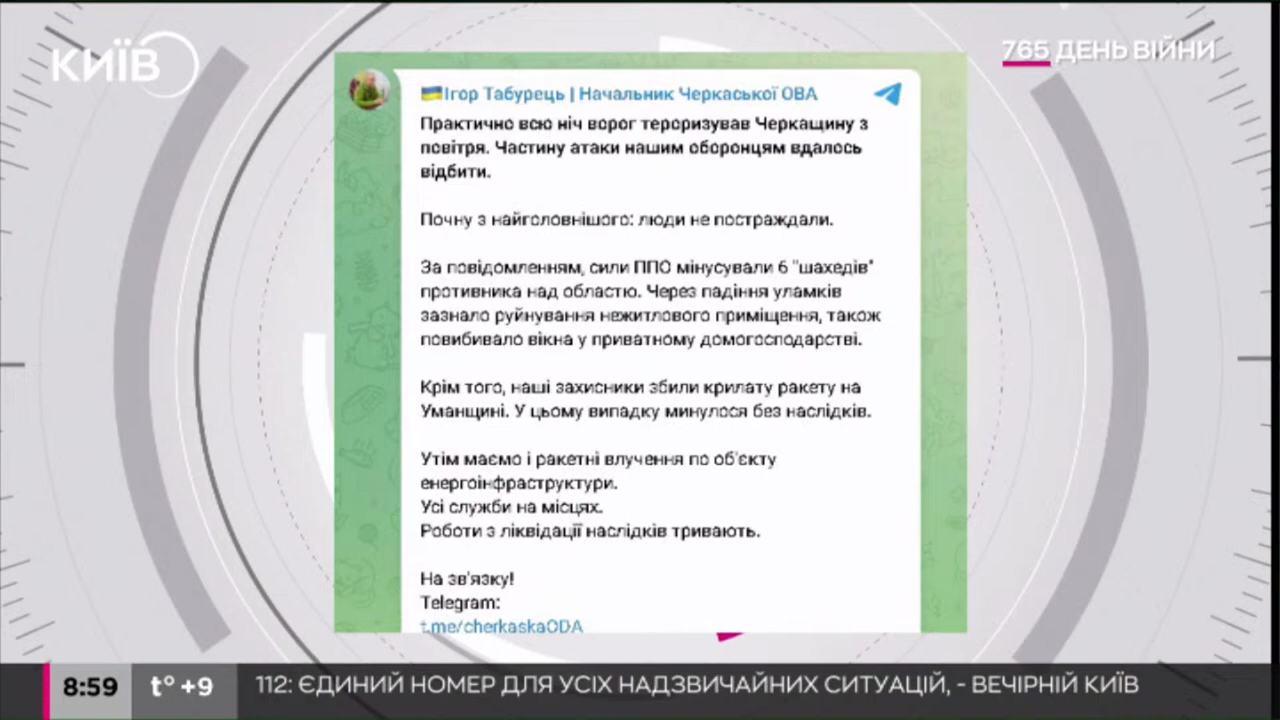 КИЇВ
765 ДЕНЬ ВІЙНИ
Ігор Табурець | Начальник Черкаської ОВА
Практично всю ніч ворог тероризував Черкащину з
повітря. Частину атаки нашим оборонцям вдалось
відбити.
Почну з найголовнішого: люди не постраждали.
За повідомленням, сили ППО мінусували 6 "шахедів"
противника над областю. Через падіння уламків
зазнало руйнування нежитлового приміщення, також
повибивало вікна у приватному домогосподарстві.
Крім того, наші захисники збили крилату ракету на
Уманщині. У цьому випадку минулося без наслідків.
Утім маємо і ракетні влучення по об'єкту
енергоінфраструктури.
Усі служби на місцях.
Роботи з ліквідації наслідків тривають.
На зв'язку!
Telegram:
t.me/cherkaskaODA
8:59 t° +9 112: ЄДИНИЙ НОМЕР ДЛЯ УСІХ НАДЗВИЧАЙНИХ СИТУАЦІЙ, - ВЕЧІРНІЙ КИЇВ